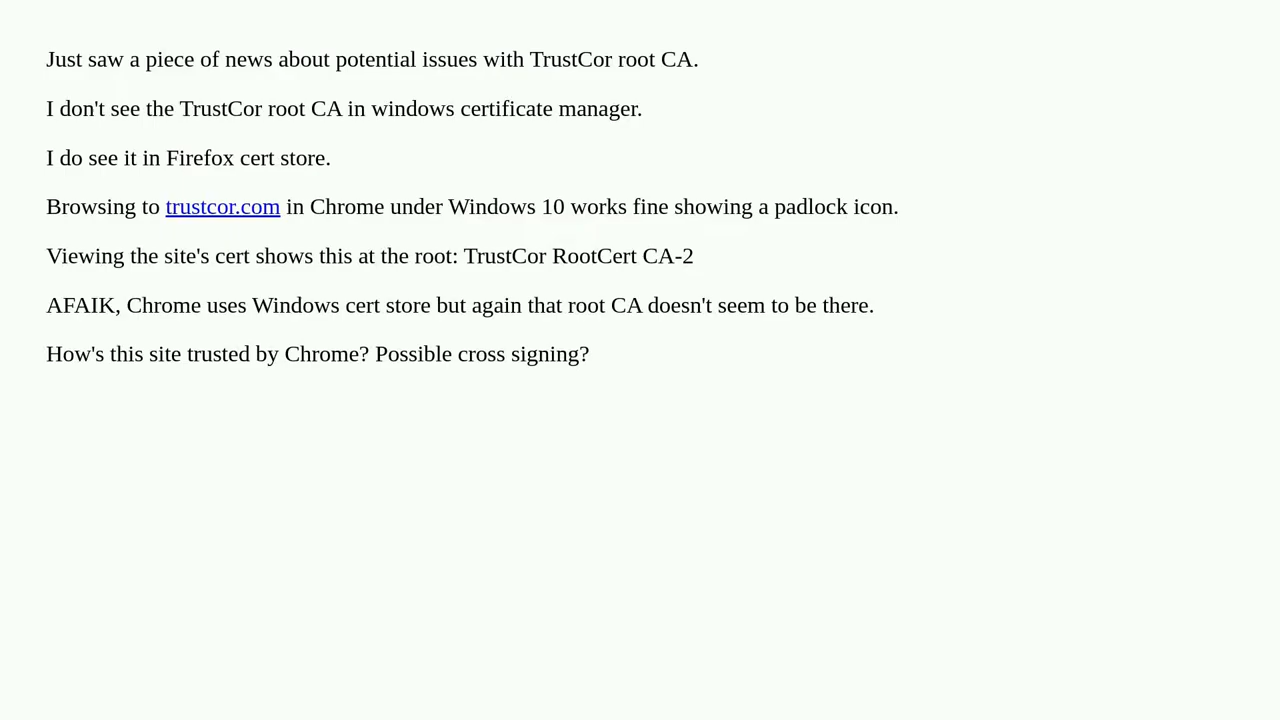 Just saw a piece of news about potential issues with TrustCor root CA.
I don't see the TrustCor root CA in windows certificate manager.
I do see it in Firefox cert store.
Browsing to trustcor.com in Chrome under Windows 10 works fine showing a padlock icon.
Viewing the site's cert shows this at the root: TrustCor RootCert CA-2
AFAIK, Chrome uses Windows cert store but again that root CA doesn't seem to be there.
How's this site trusted by Chrome? Possible cross signing?